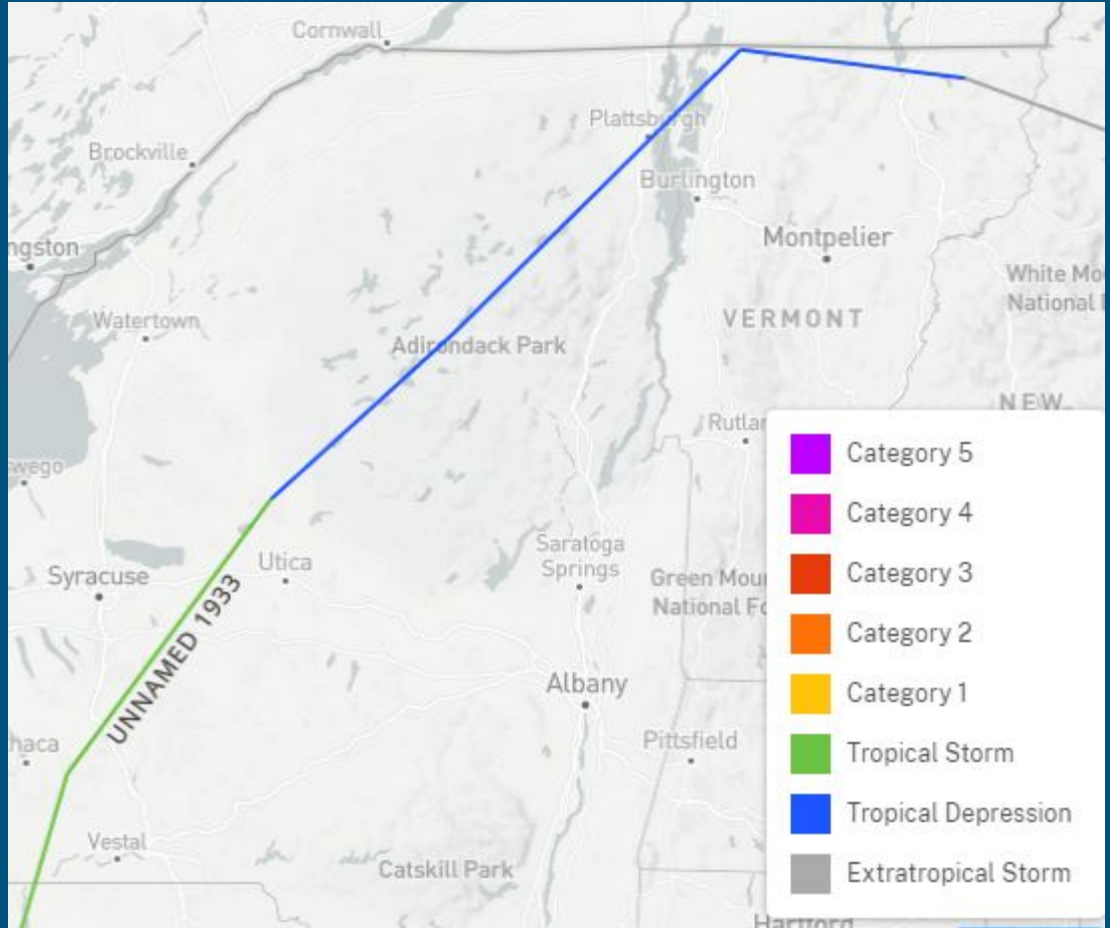 Cornwall
Plattsburgh
Brockville
Burlington
ngston
Montpelier
White Mo
National
Watertown
VERMONT
Adirondack Park
NEW
Rutlar
wego
Category 5
Category 4
Category 3
Category 2
Category 1
Tropical Storm
Tropical Depression
Extratropical Storm
Saratoga
Springs
Utica
Syracuse
Green Mou
National Fo
UNNAMED 1933
Albany
haca
Pittsfield
Vestal
Catskill Park
Hartford